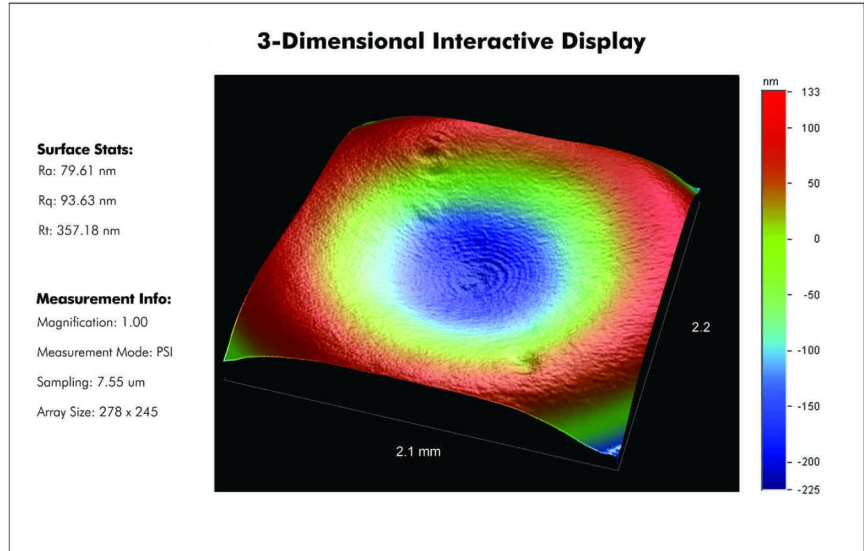 3-Dimensional Interactive Display
Surface Stats:
Ra: 79.61 nm
Rq: 93.63 nm
Rt: 357.18 nm
Measurement Info:
Magnification: 1.00
Measurement Mode: PSI
Sampling: 7.55 um
Array Size: 278 x 245
2.1 mm
2.2
nm
133
100
50
0
-50
-100
-150
-200
-225